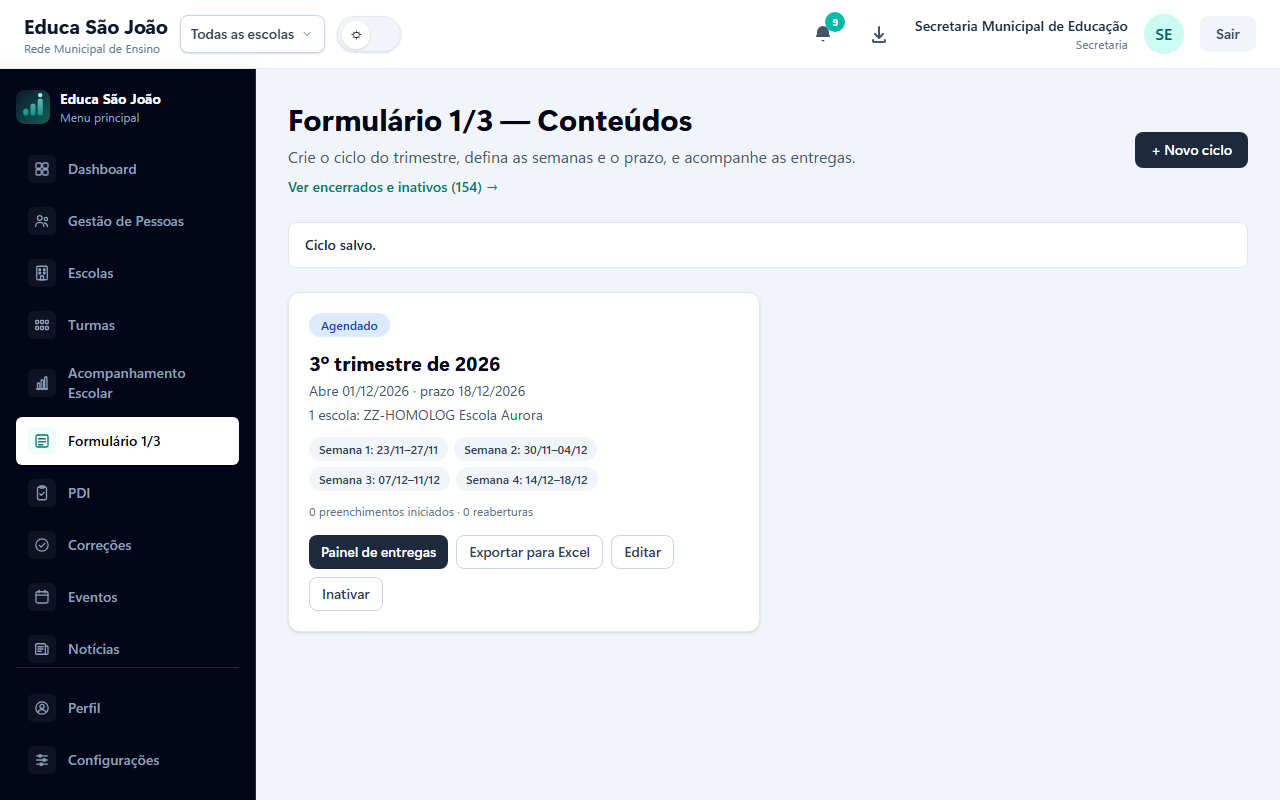 Educa São João
Rede Municipal de Ensino
Todas as escolas
9
Secretaria Municipal de Educação
Secretaria
SE
Sair
Educa São João
Menu principal
Dashboard
Gestão de Pessoas
Escolas
Turmas
Acompanhamento
Escolar
Formulário 1/3
PDI
Correções
Eventos
Notícias
Perfil
Configurações
Formulário 1/3 — Conteúdos
Crie o ciclo do trimestre, defina as semanas e o prazo, e acompanhe as entregas.
Ver encerrados e inativos (154) →
+ Novo ciclo
Ciclo salvo.
Agendado
3º trimestre de 2026
Abre 01/12/2026 · prazo 18/12/2026
1 escola: ZZ-HOMOLOG Escola Aurora
Semana 1: 23/11–27/11
Semana 2: 30/11–04/12
Semana 3: 07/12–11/12
Semana 4: 14/12–18/12
0 preenchimentos iniciados · 0 reaberturas
Painel de entregas
Exportar para Excel
Editar
Inativar